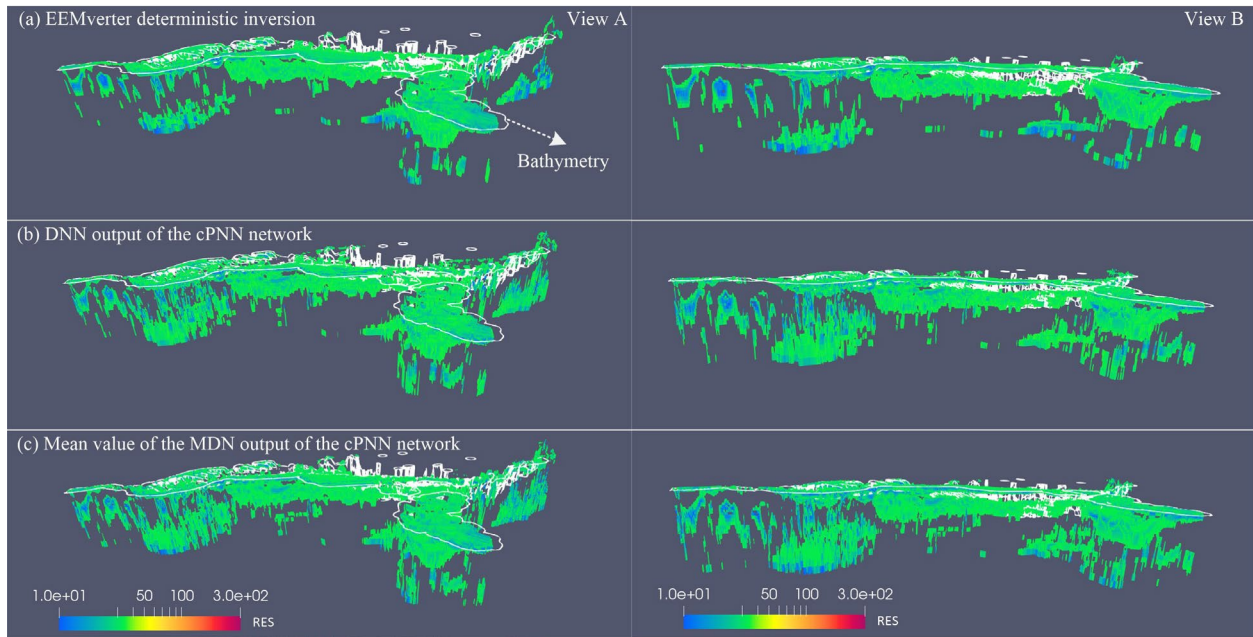 (a) EEMverter deterministic inversion
View A
View B
Bathymetry
(b) DNN output of the cPNN network
(c) Mean value of the MDN output of the cPNN network
1.0e+01 50 100 3.0e+02
RES
1.0e+01 50 100 3.0e+02
RES